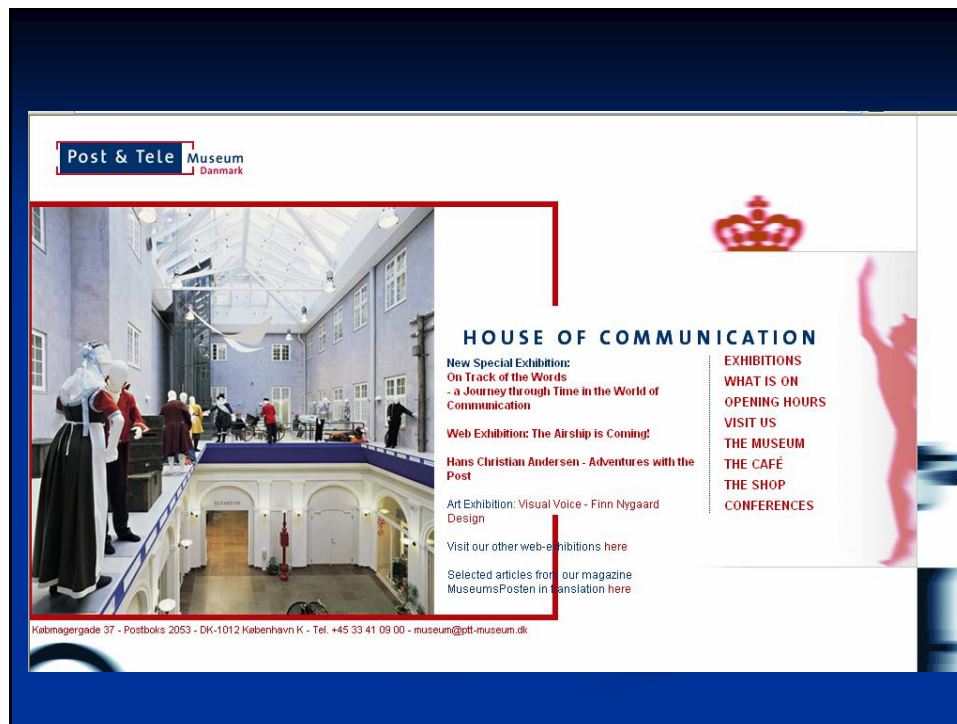 Post & Tele Museum
Danmark
HOUSE OF COMMUNICATION
New Special Exhibition:
On Track of the Words
- a Journey through Time in the World of
Communication
Web Exhibition: The Airship is Coming!
Hans Christian Andersen - Adventures with the
Post
Art Exhibition: Visual Voice - Finn Nygaard
Design
Visit our other web-exhibitions here
Selected articles from our magazine
MuseumsPosten in translation here
EXHIBITIONS
WHAT IS ON
OPENING HOURS
VISIT US
THE MUSEUM
THE CAFÉ
THE SHOP
CONFERENCES
ELEVATOR
Købmagergade 37 - Postboks 2053 - DK-1012 København K - Tel. +45 33 41 09 00 - museum@ptt-museum.dk